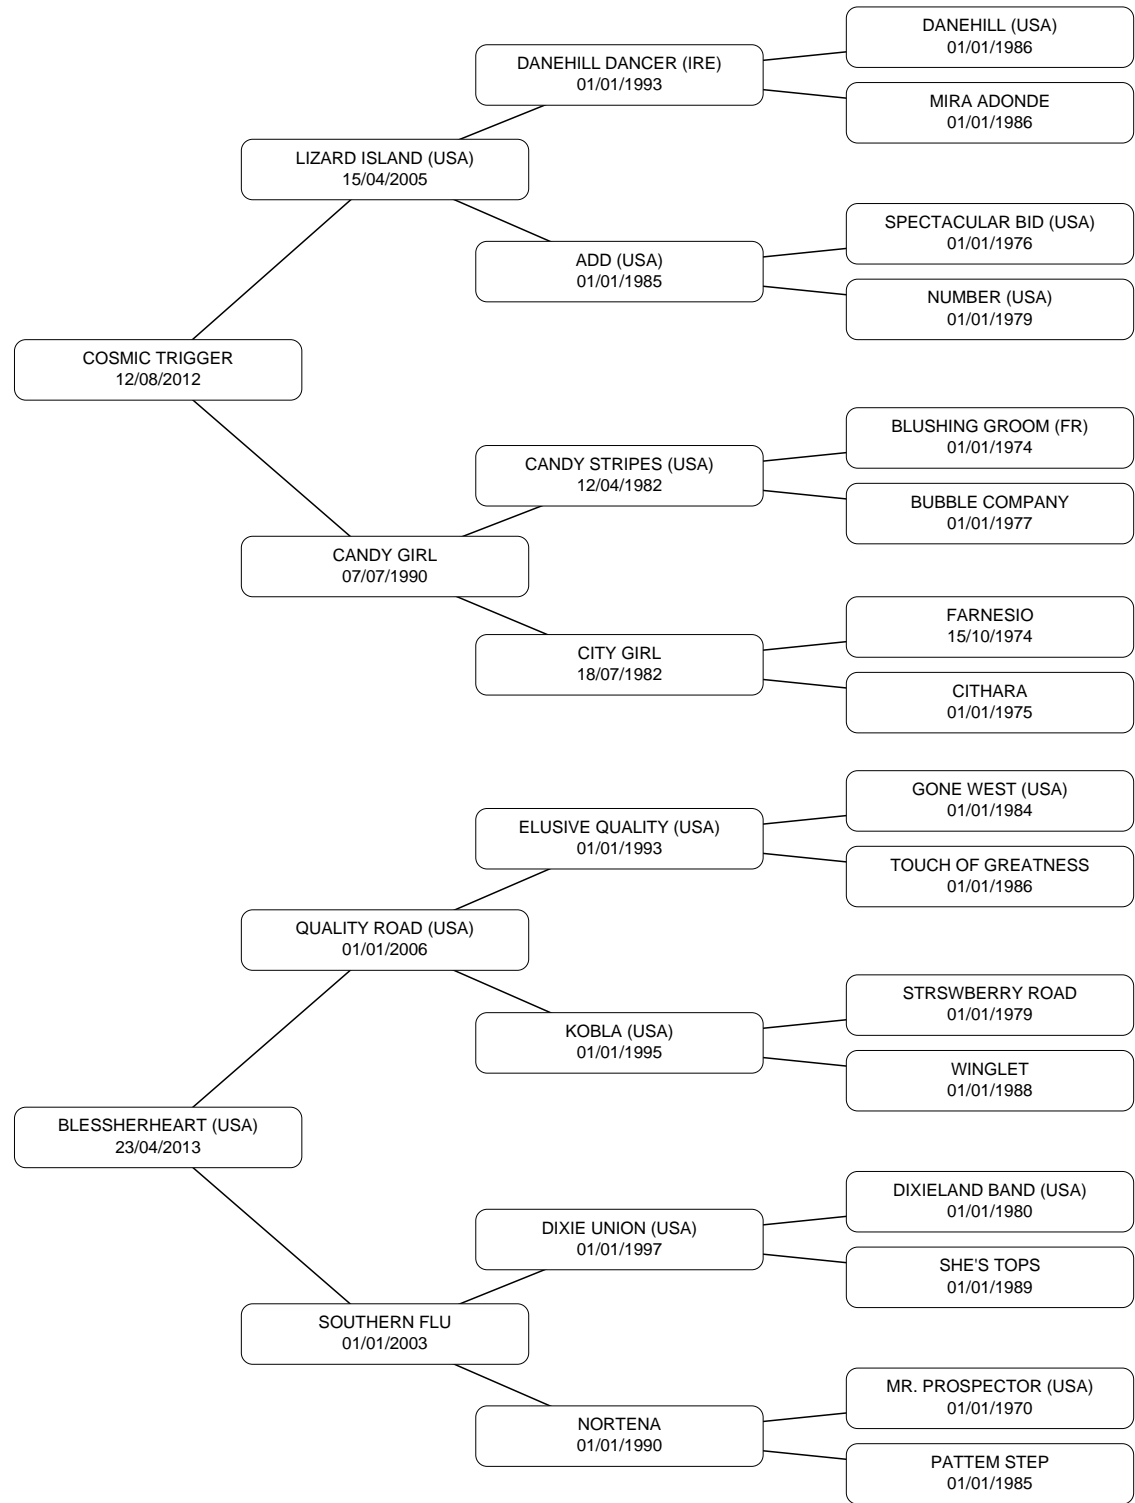 DANEHILL (USA)
01/01/1986
DANEHILL DANCER (IRE)
01/01/1993
MIRA ADONDE
01/01/1986
LIZARD ISLAND (USA)
15/04/2005
SPECTACULAR BID (USA)
01/01/1976
ADD (USA)
01/01/1985
NUMBER (USA)
01/01/1979
COSMIC TRIGGER
12/08/2012
BLUSHING GROOM (FR)
01/01/1974
CANDY STRIPES (USA)
12/04/1982
BUBBLE COMPANY
01/01/1977
CANDY GIRL
07/07/1990
FARNESIO
15/10/1974
CITY GIRL
18/07/1982
CITHARA
01/01/1975
GONE WEST (USA)
01/01/1984
ELUSIVE QUALITY (USA)
01/01/1993
TOUCH OF GREATNESS
01/01/1986
QUALITY ROAD (USA)
01/01/2006
STRSWBERRY ROAD
01/01/1979
KOBLA (USA)
01/01/1995
WINGLET
01/01/1988
BLESSHERHEART (USA)
23/04/2013
DIXIELAND BAND (USA)
01/01/1980
DIXIE UNION (USA)
01/01/1997
SHE'S TOPS
01/01/1989
SOUTHERN FLU
01/01/2003
MR. PROSPECTOR (USA)
01/01/1970
NORTENA
01/01/1990
PATTEM STEP
01/01/1985